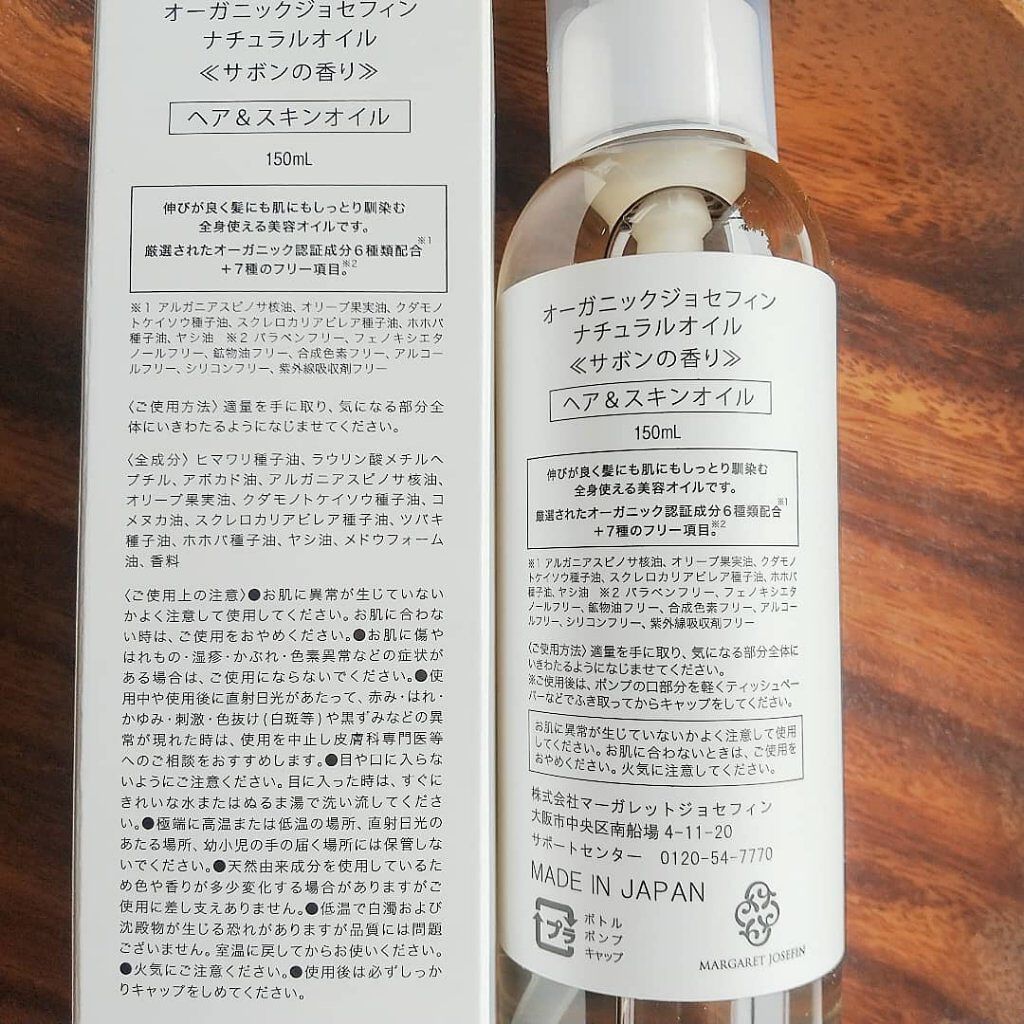 オーガニックジョセフィン
ナチュラルオイル
≪サボンの香り≫
ヘア&スキンオイル
150mL
伸びが良く髪にも肌にもしっとり馴染む
全身使える美容オイルです。
厳選されたオーガニック認証成分6種類配合※1
+7種のフリー項目。※2
※1 アルガニアスピノサ核油、オリーブ果実油、クダモノ
トケイソウ種子油、スクレロカリアビレア種子油、ホホバ
種子油、ヤシ油 ※2 パラベンフリー、フェノキシエタ
ノールフリー、鉱物油フリー、合成色素フリー、アルコー
ルフリー、シリコンフリー、紫外線吸収剤フリー
〈ご使用方法〉適量を手に取り、気になる部分全
体にいきわたるようになじませてください。
〈全成分〉ヒマワリ種子油、ラウリン酸メチルヘ
プチル、アボカド油、アルガニアスピノサ核油、
オリーブ果実油、クダモノトケイソウ種子油、コ
メヌカ油、スクレロカリアビレア種子油、ツバキ
種子油、ホホバ種子油、ヤシ油、メドウフォーム
油、香料
〈ご使用上の注意〉●お肌に異常が生じていない
かよく注意して使用してください。お肌に合わな
い時は、ご使用をおやめください。●お肌に傷や
はれもの・湿疹・かぶれ・色素異常などの症状が
ある場合は、ご使用にならないでください。●使
用中や使用後に直射日光があたって、赤み・はれ・
かゆみ・刺激・色抜け(白斑等)や黒ずみなどの異
常が現れた時は、使用を中止し皮膚科専門医等
へのご相談をおすすめします。●目や口に入らな
いようにご注意ください。目に入った時は、すぐに
きれいな水またはぬるま湯で洗い流してくださ
い。●極端に高温または低温の場所、直射日光の
あたる場所、幼小児の手の届く場所には保管しな
いでください。●天然由来成分を使用しているた
め色や香りが多少変化する場合がありますがご
使用に差し支えありません。●低温で白濁および
沈殿物が生じる恐れがありますが品質には問題
ございません。室温に戻してからお使いください。
●火気にご注意ください。●使用後は必ずしっか
りキャップをしめてください。
オーガニックジョセフィン
ナチュラルオイル
≪サボンの香り≫
ヘア&スキンオイル
150mL
伸びが良く髪にも肌にもしっとり馴染む
全身使える美容オイルです。
厳選されたオーガニック認証成分6種類配合※1
+7種のフリー項目。※2
※1 アルガニアスピノサ核油、オリーブ果実油、クダモノ
トケイソウ種子油、スクレロカリアビレア種子油、ホホバ
種子油、ヤシ油 ※2 パラベンフリー、フェノキシエタ
ノールフリー、鉱物油フリー、合成色素フリー、アルコー
ルフリー、シリコンフリー、紫外線吸収剤フリー
〈ご使用方法〉適量を手に取り、気になる部分全体に
いきわたるようになじませてください。
※ご使用後は、ポンプの口部分を軽くティッシュペー
パーなどでふき取ってからキャップをしてください。
お肌に異常が生じていないかよく注意して使用
してください。お肌に合わないときは、ご使用を
おやめください。火気に注意してください。
株式会社マーガレットジョセフィン
大阪市中央区南船場 4-11-20
サポートセンター 0120-54-7770
MADE IN JAPAN
プラ
ボトル
ポンプ
キャップ
MARGARET JOSEFIN